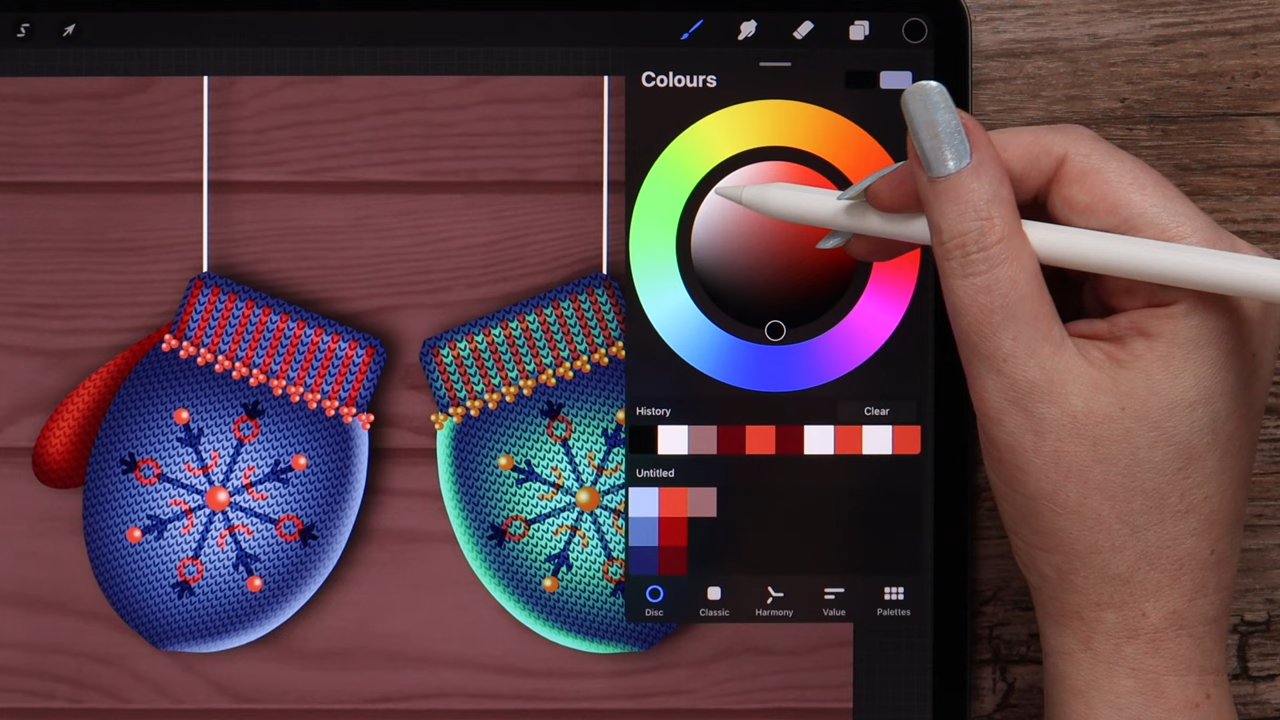 Colours
History
Clear
Untitled
Disc
Classic
Harmony
Value
Palettes